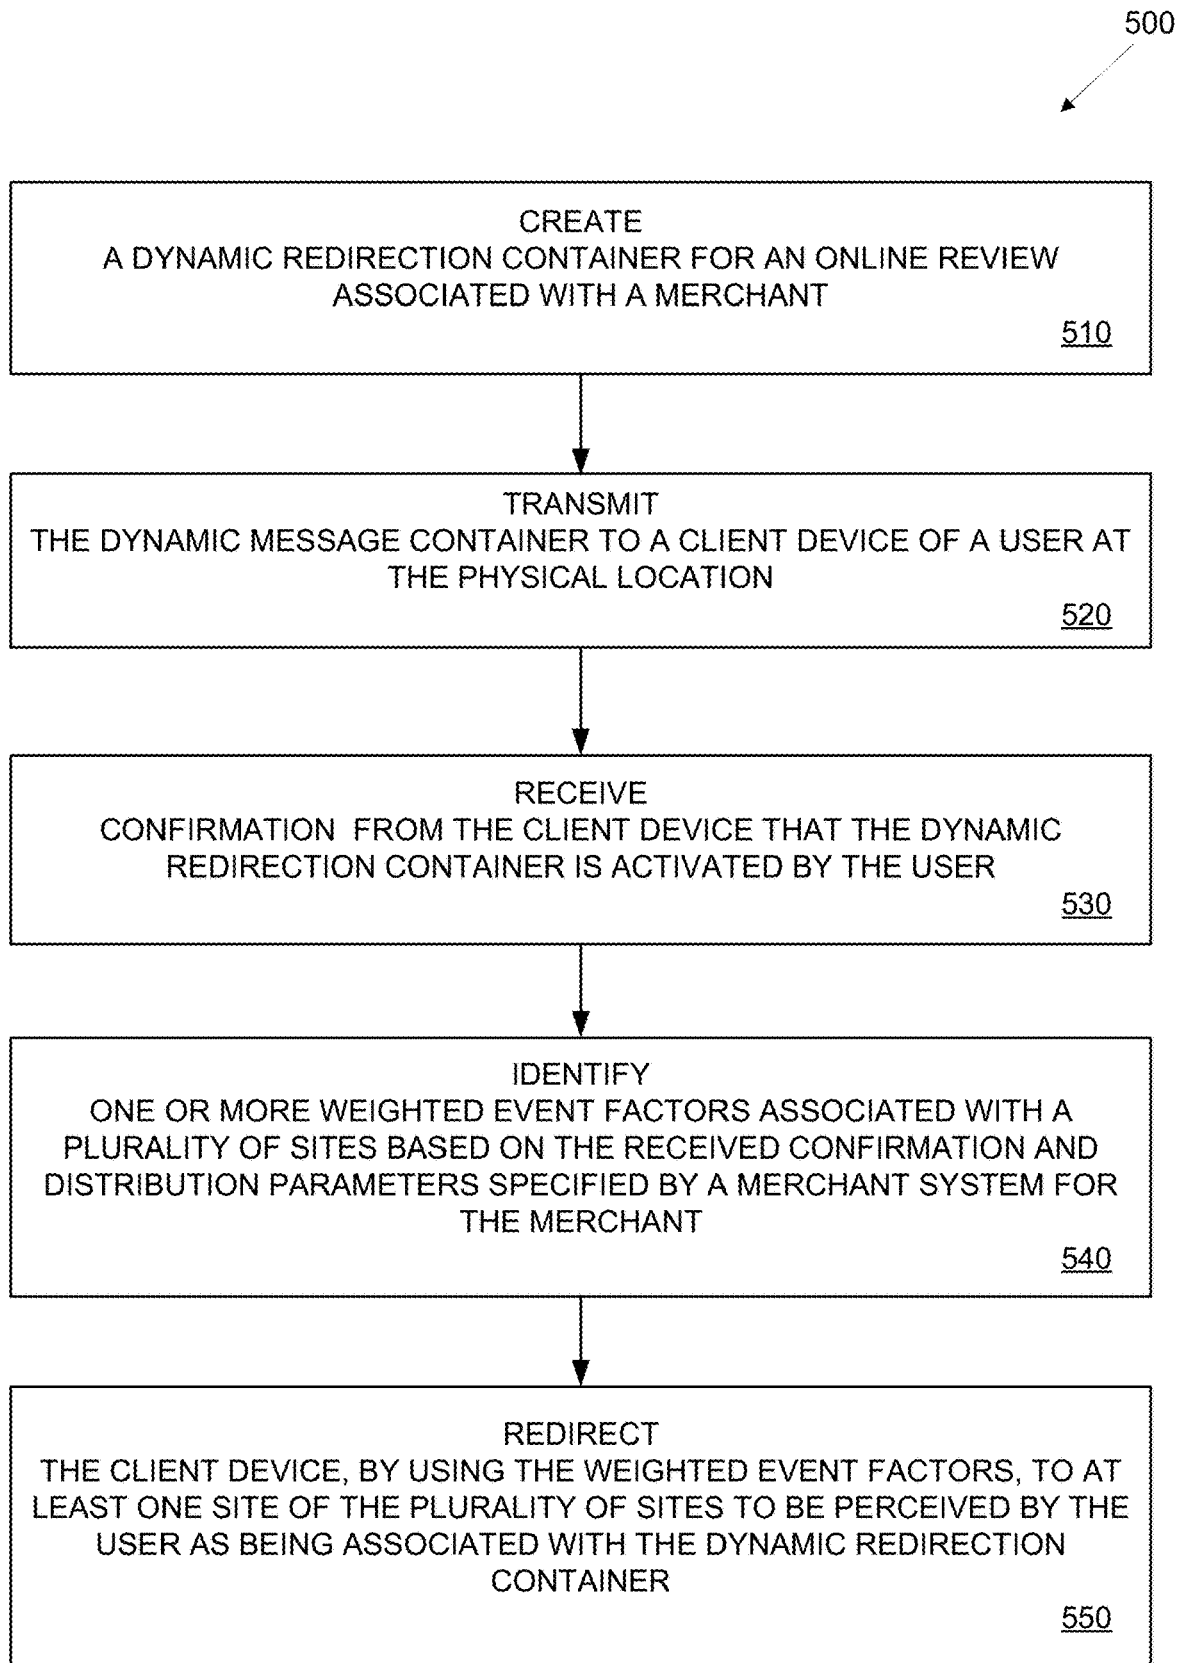 500
CREATE
A DYNAMIC REDIRECTION CONTAINER FOR AN ONLINE REVIEW
ASSOCIATED WITH A MERCHANT
510
TRANSMIT
THE DYNAMIC MESSAGE CONTAINER TO A CLIENT DEVICE OF A USER AT
THE PHYSICAL LOCATION
520
RECEIVE
CONFIRMATION FROM THE CLIENT DEVICE THAT THE DYNAMIC
REDIRECTION CONTAINER IS ACTIVATED BY THE USER
530
IDENTIFY
ONE OR MORE WEIGHTED EVENT FACTORS ASSOCIATED WITH A
PLURALITY OF SITES BASED ON THE RECEIVED CONFIRMATION AND
DISTRIBUTION PARAMETERS SPECIFIED BY A MERCHANT SYSTEM FOR
THE MERCHANT
540
REDIRECT
THE CLIENT DEVICE, BY USING THE WEIGHTED EVENT FACTORS, TO AT
LEAST ONE SITE OF THE PLURALITY OF SITES TO BE PERCEIVED BY THE
USER AS BEING ASSOCIATED WITH THE DYNAMIC REDIRECTION
CONTAINER
550